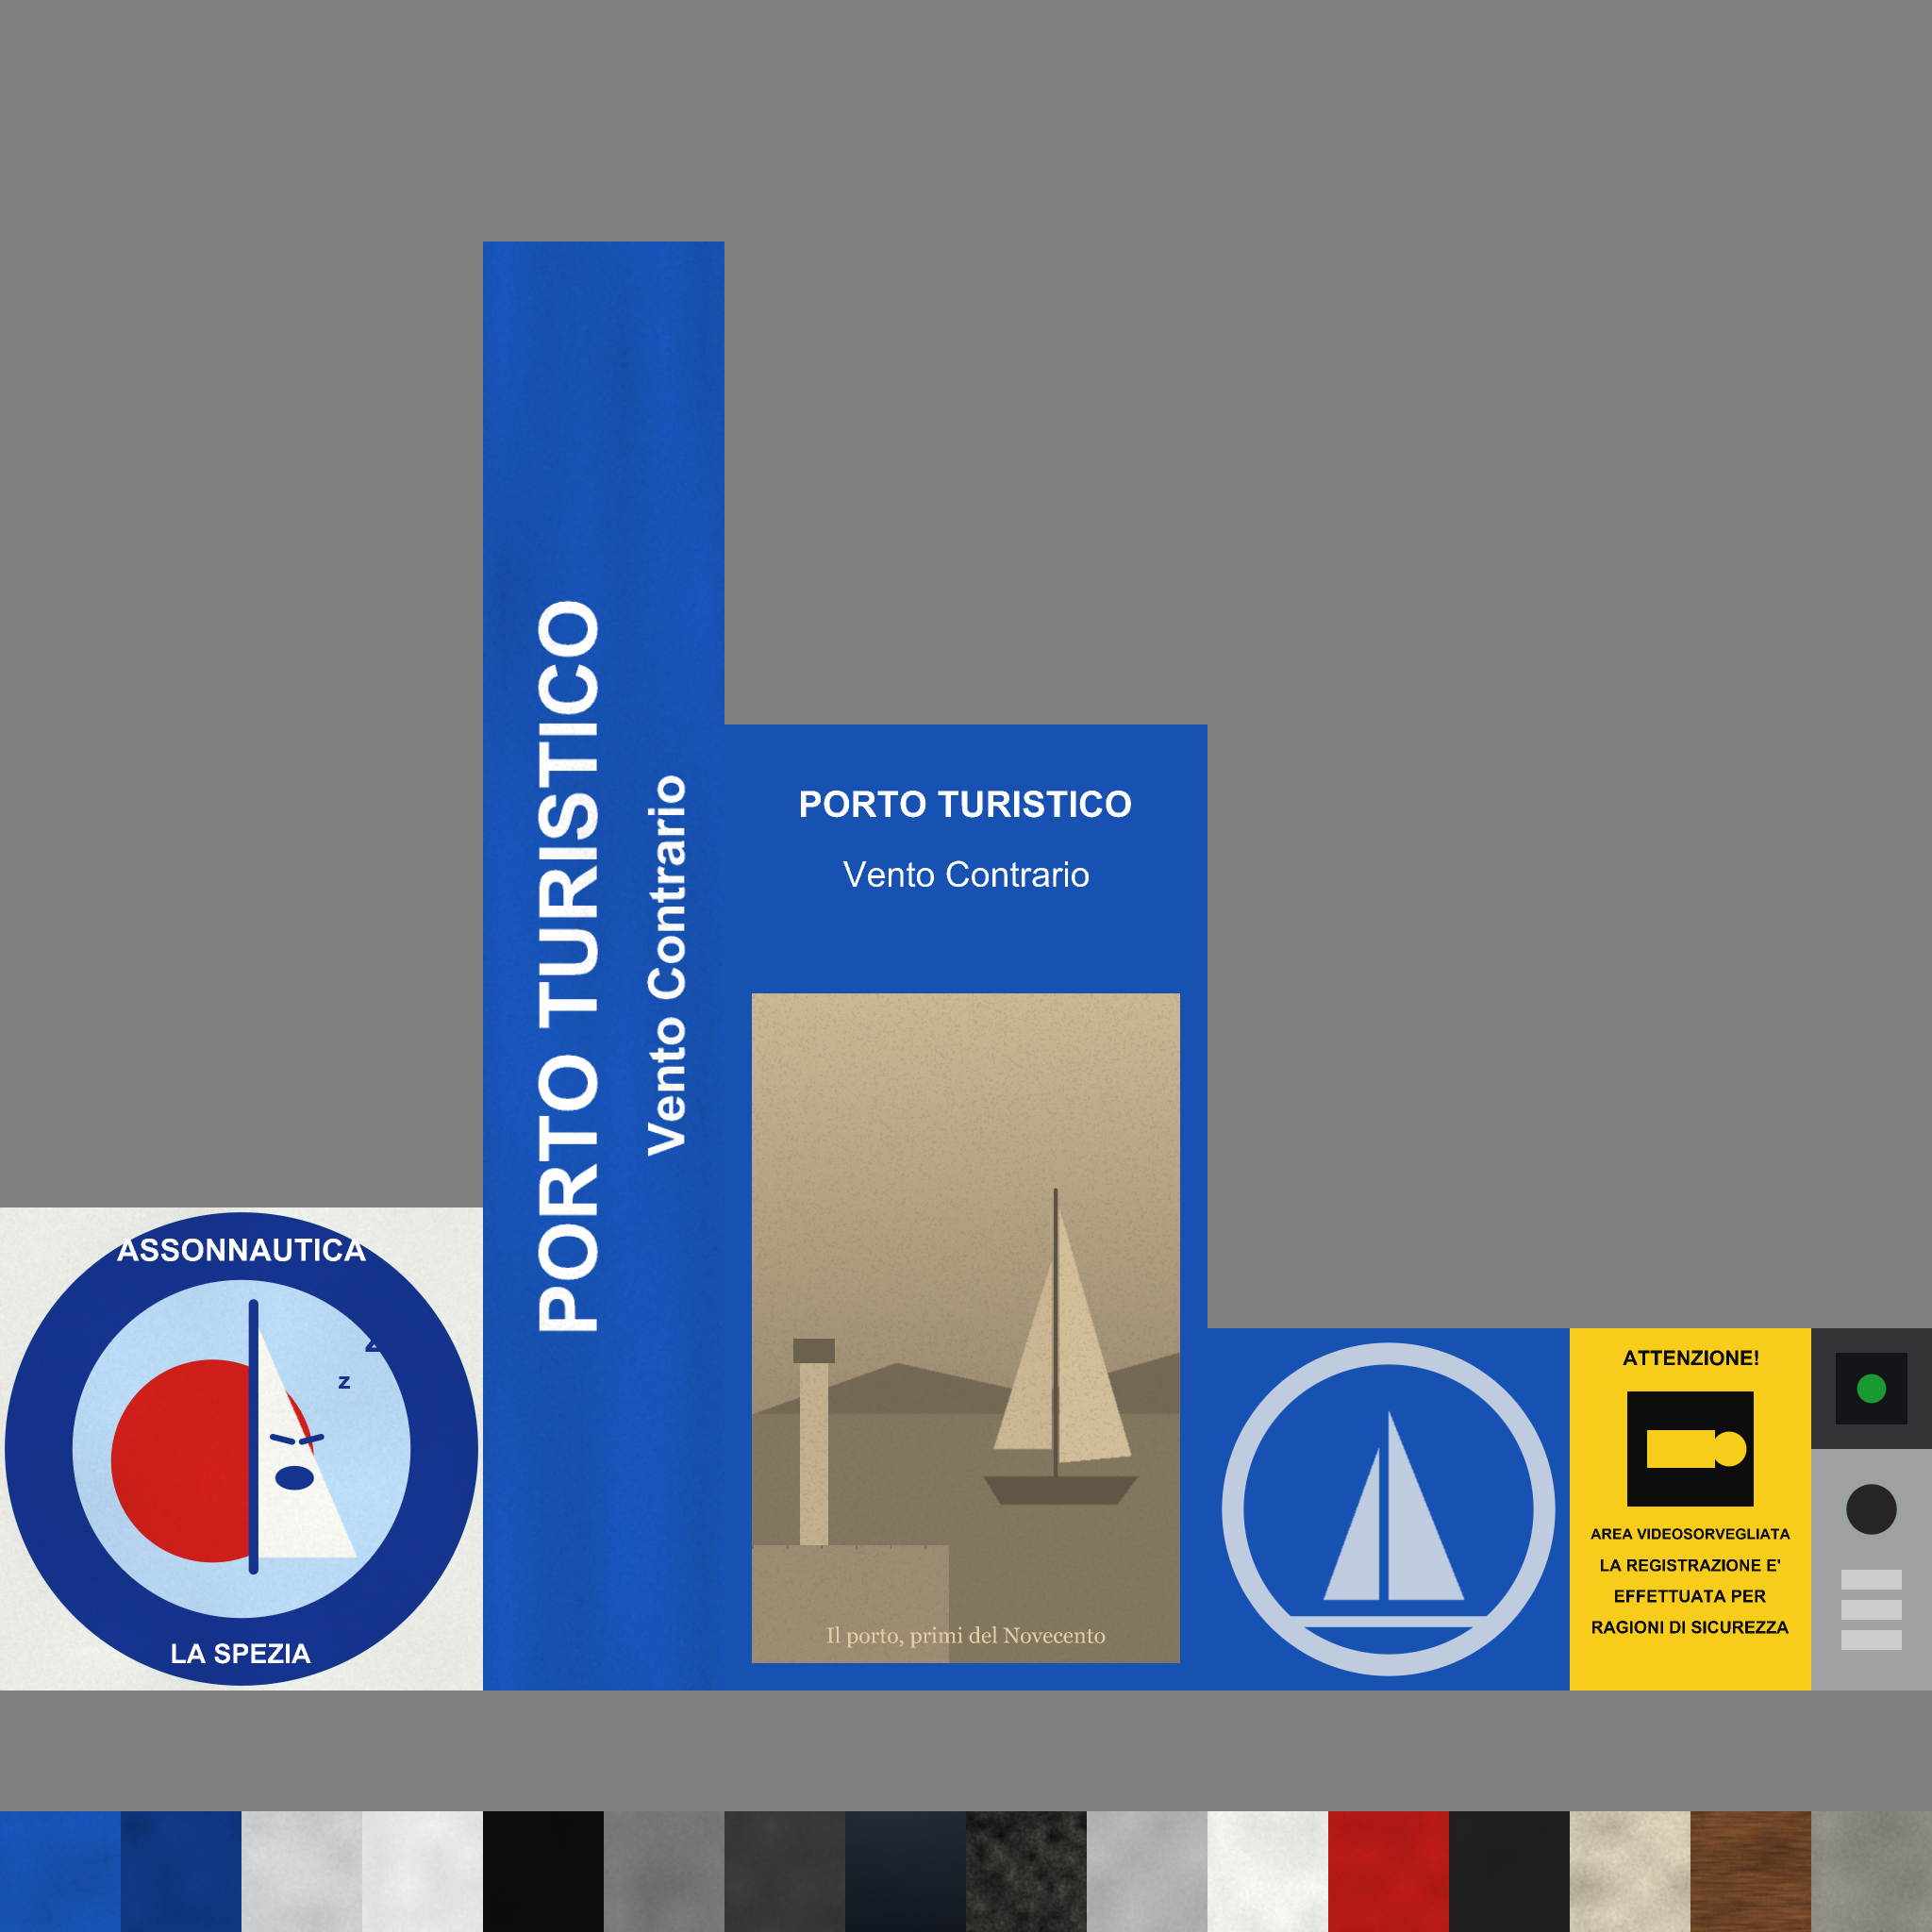 PORTO TURISTICO
Vento Contrario
PORTO TURISTICO
Vento Contrario
Il porto, primi del Novecento
ASSONNAUTICA
z
z
LA SPEZIA
ATTENZIONE!
AREA VIDEOSORVEGLIATA
LA REGISTRAZIONE E'
EFFETTUATA PER
RAGIONI DI SICUREZZA